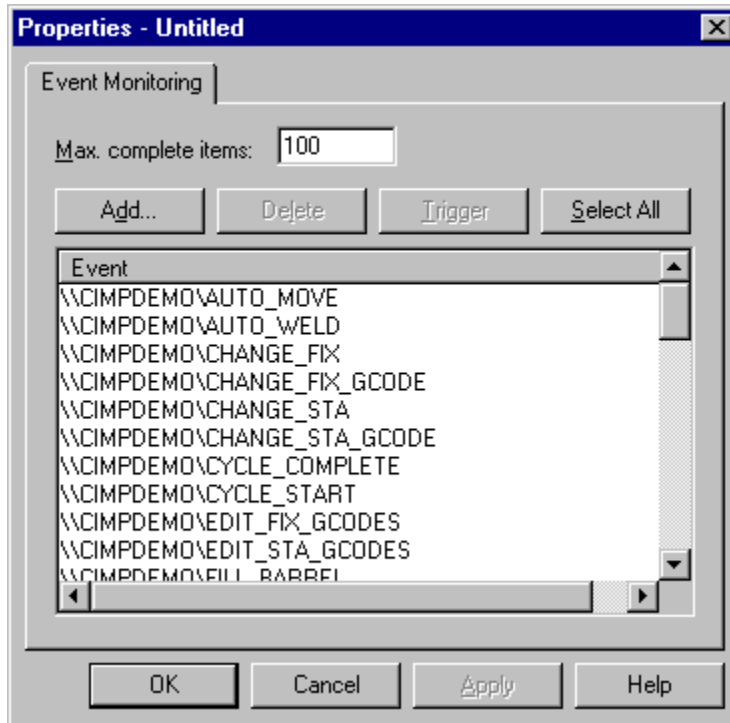 Properties - Untitled
Event Monitoring
Max. complete items: 100
Add... Delete Trigger Select All
Event
\\CIMPDEMO\AUTO_MOVE
\\CIMPDEMO\AUTO_WELD
\\CIMPDEMO\CHANGE_FIX
\\CIMPDEMO\CHANGE_FIX_GCODE
\\CIMPDEMO\CHANGE_STA
\\CIMPDEMO\CHANGE_STA_GCODE
\\CIMPDEMO\CYCLE_COMPLETE
\\CIMPDEMO\CYCLE_START
\\CIMPDEMO\EDIT_FIX_GCODES
\\CIMPDEMO\EDIT_STA_GCODES
\\CIMPDEMO\FILL_BARREL
OK Cancel Apply Help